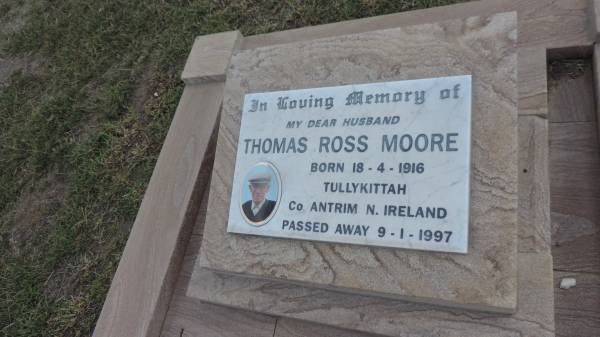 In Loving Memory of
MY DEAR HUSBAND
THOMAS ROSS MOORE
BORN 18 - 4 - 1916
TULLYKITTAH
Co ANTRIM N. IRELAND
PASSED AWAY 9 - 1 - 1997